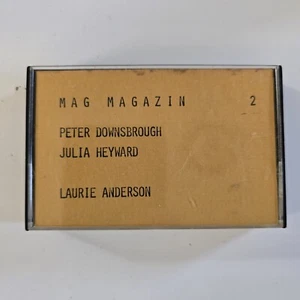 MAG MAGAZIN 2
PETER DOWNSBROUGH
JULIA HEYWARD
LAURIE ANDERSON